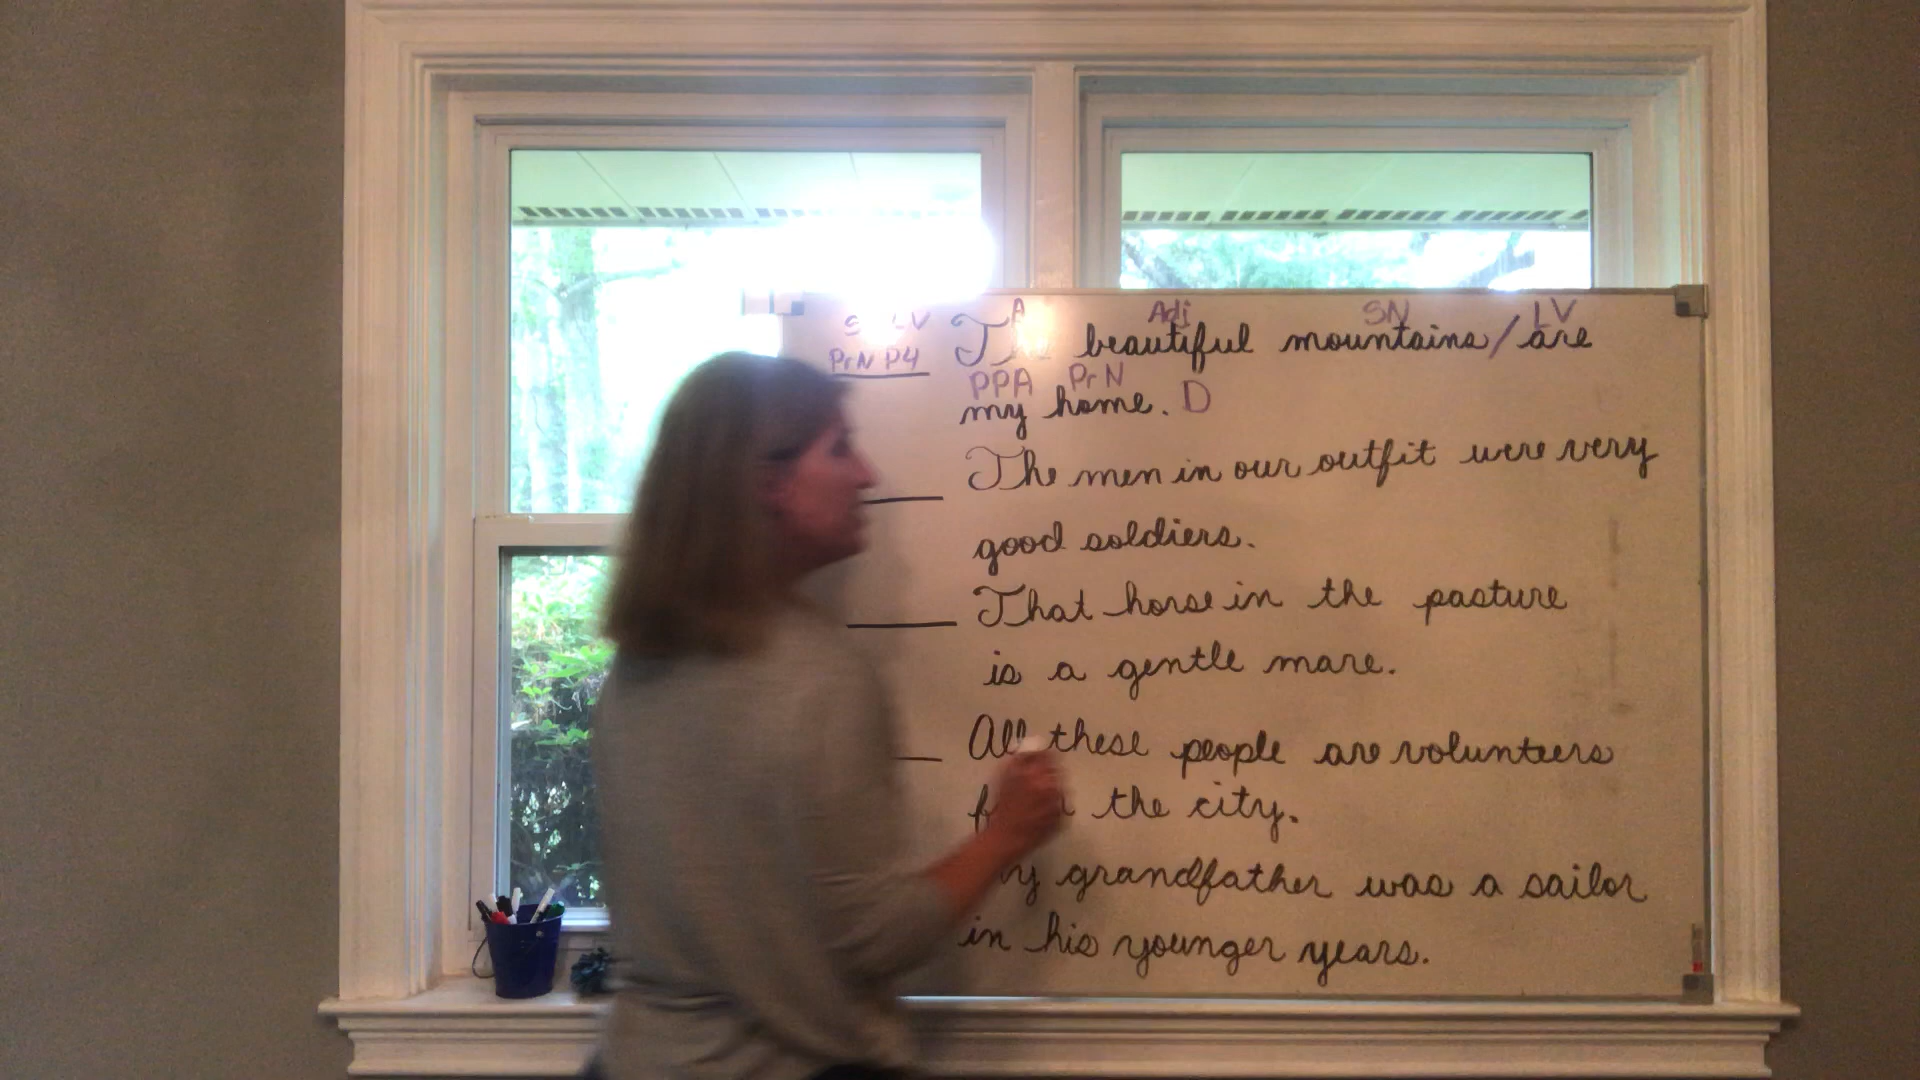 A Adj SN LV
LV The beautiful mountains/are
PrN P4
PPA PrN
my home. D
The men in our outfit were very
good soldiers.
That horse in the pasture
is a gentle mare.
All these people are volunteers
the city.
grandfather was a sailor
in his younger years.